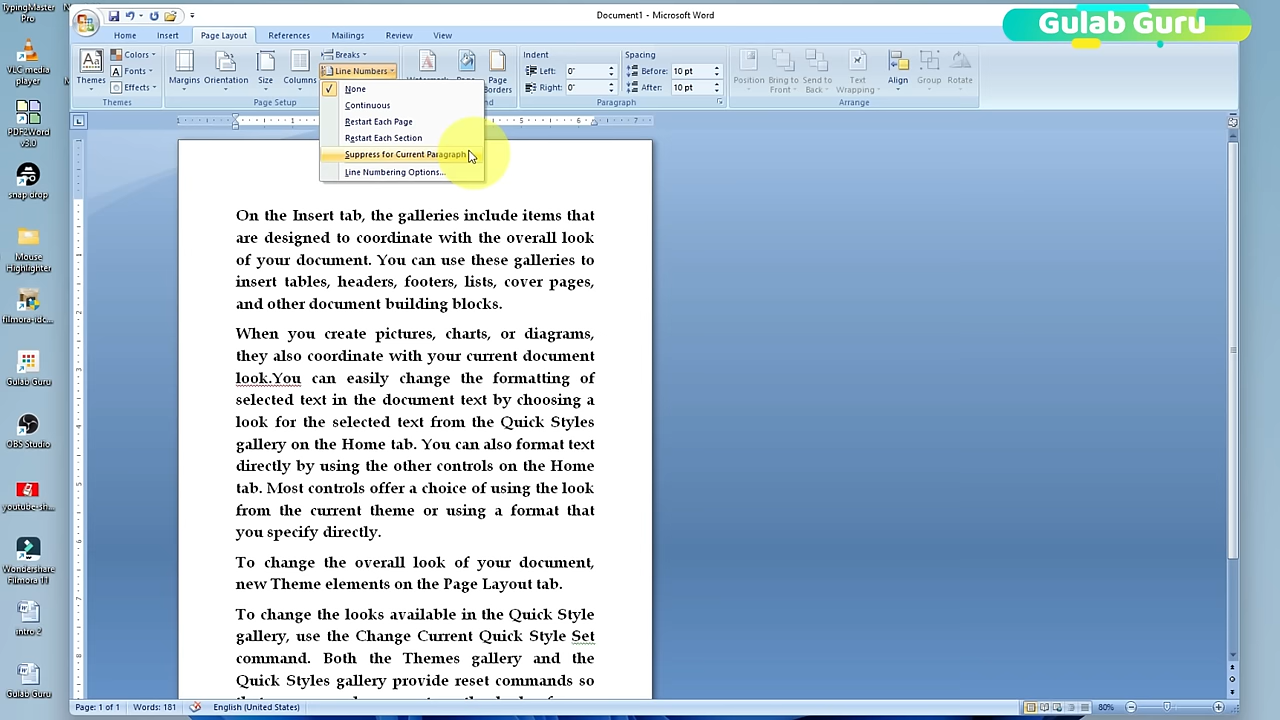 TypingMaster
Pro
VLC media
player
PDF2Word
v3.0
snap drop
Mouse
Highlighter
filmora-idc...
Gulab Guru
OBS Studio
youtube-sh...
Wondershare
Filmora 11
intro 2
Gulab Guru
Document1 - Microsoft Word
Gulab Guru
Home Insert Page Layout References Mailings Review View
Themes
Colors
Fonts
Effects
Themes
Margins
Orientation
Size
Columns
Breaks
Line Numbers
Page Setup
Page
Borders
Indent
Left: 0"
Right: 0"
Spacing
Before: 10 pt
After: 10 pt
Paragraph
Position
Bring to
Front
Send to
Back
Text
Wrapping
Align
Group
Rotate
Arrange
None
Continuous
Restart Each Page
Restart Each Section
Suppress for Current Paragraph
Line Numbering Options...
On the Insert tab, the galleries include items that
are designed to coordinate with the overall look
of your document. You can use these galleries to
insert tables, headers, footers, lists, cover pages,
and other document building blocks.
When you create pictures, charts, or diagrams,
they also coordinate with your current document
look.You can easily change the formatting of
selected text in the document text by choosing a
look for the selected text from the Quick Styles
gallery on the Home tab. You can also format text
directly by using the other controls on the Home
tab. Most controls offer a choice of using the look
from the current theme or using a format that
you specify directly.
To change the overall look of your document,
new Theme elements on the Page Layout tab.
To change the looks available in the Quick Style
gallery, use the Change Current Quick Style Set
command. Both the Themes gallery and the
Quick Styles gallery provide reset commands so
Page: 1 of 1 Words: 181 English (United States) 80%